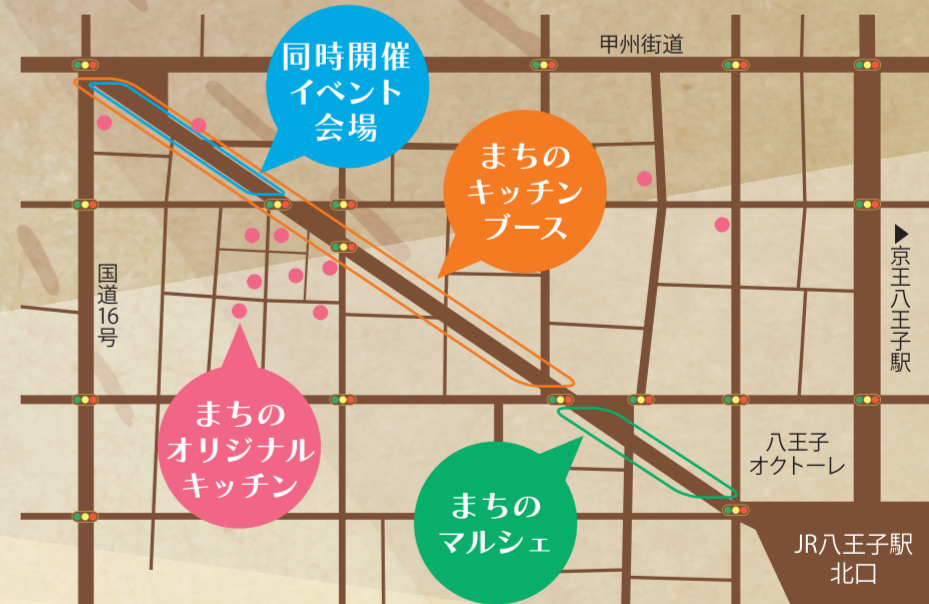 同時開催
イベント
会場
甲州街道
まちの
キッチン
ブース
国道16号
▶京王八王子駅
まちの
オリジナル
キッチン
まちの
マルシェ
八王子
オクトーレ
JR八王子駅
北口